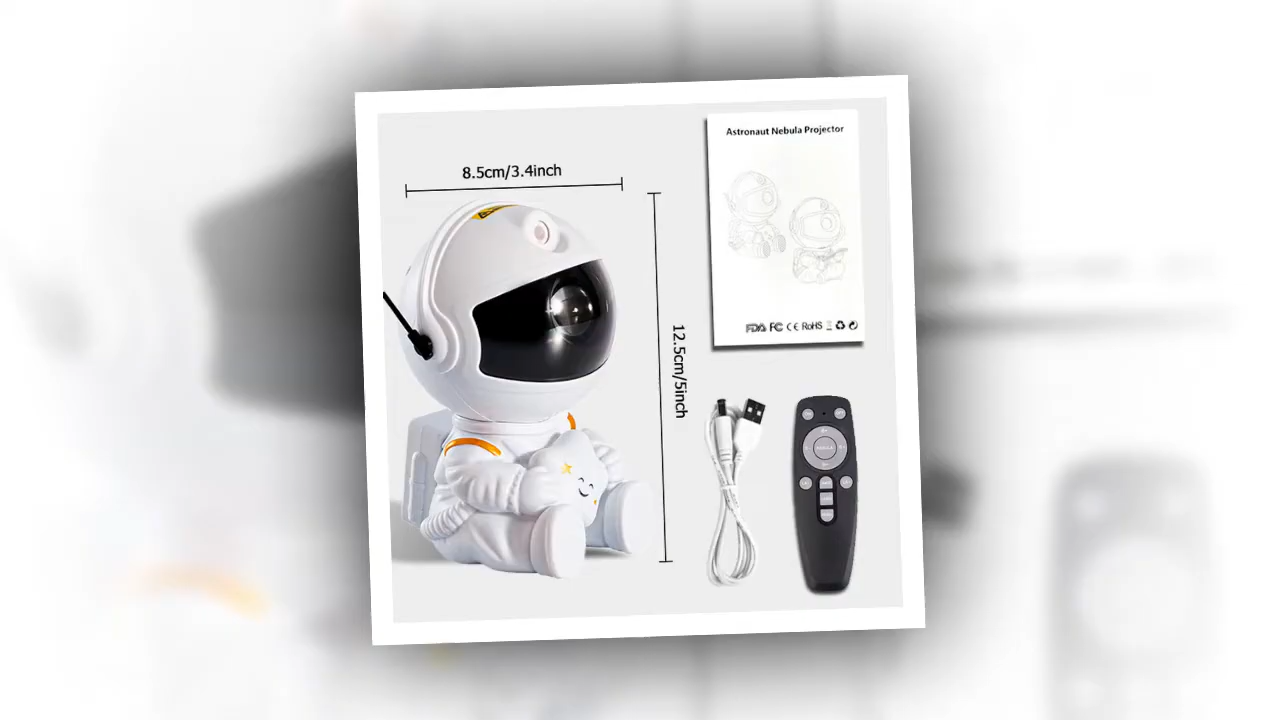 8.5cm/3.4inch
12.5cm/5inch
Astronaut Nebula Projector
FDA FC CE RoHS